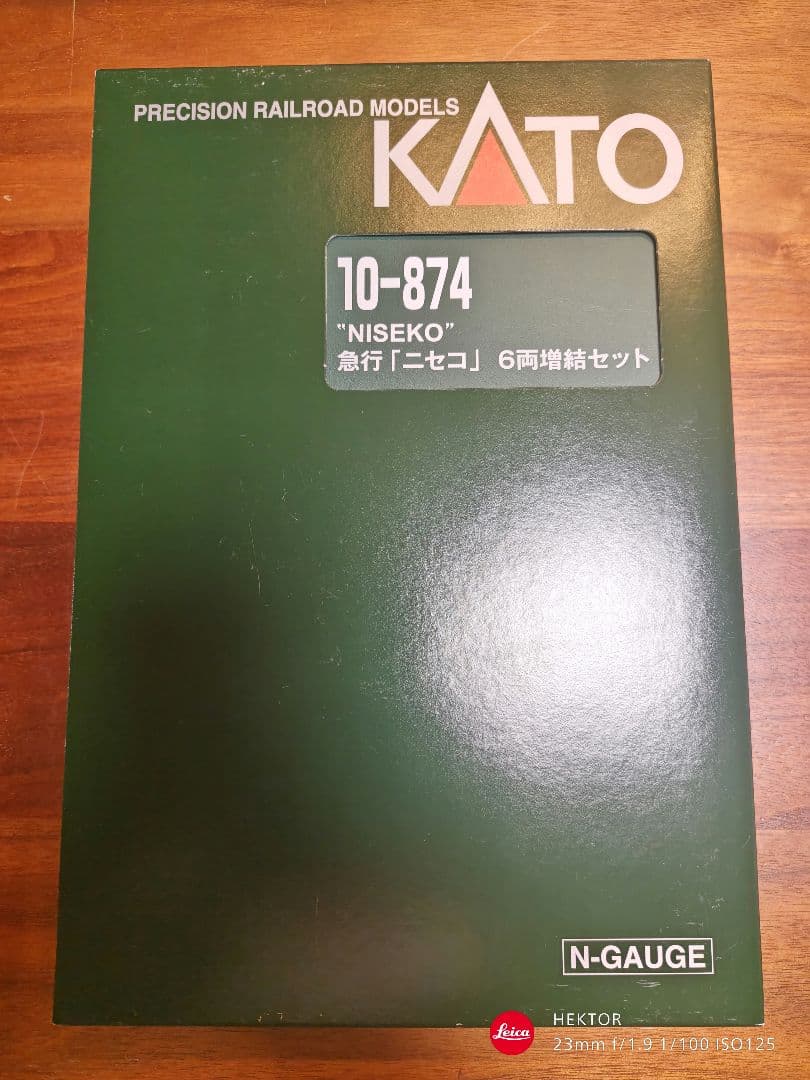 PRECISION RAILROAD MODELS
KATO
10-874
"NISEKO"
急行「ニセコ」 6両増結セット
N-GAUGE
Leica
HEKTOR
23mm f/1.9 1/100 ISO125